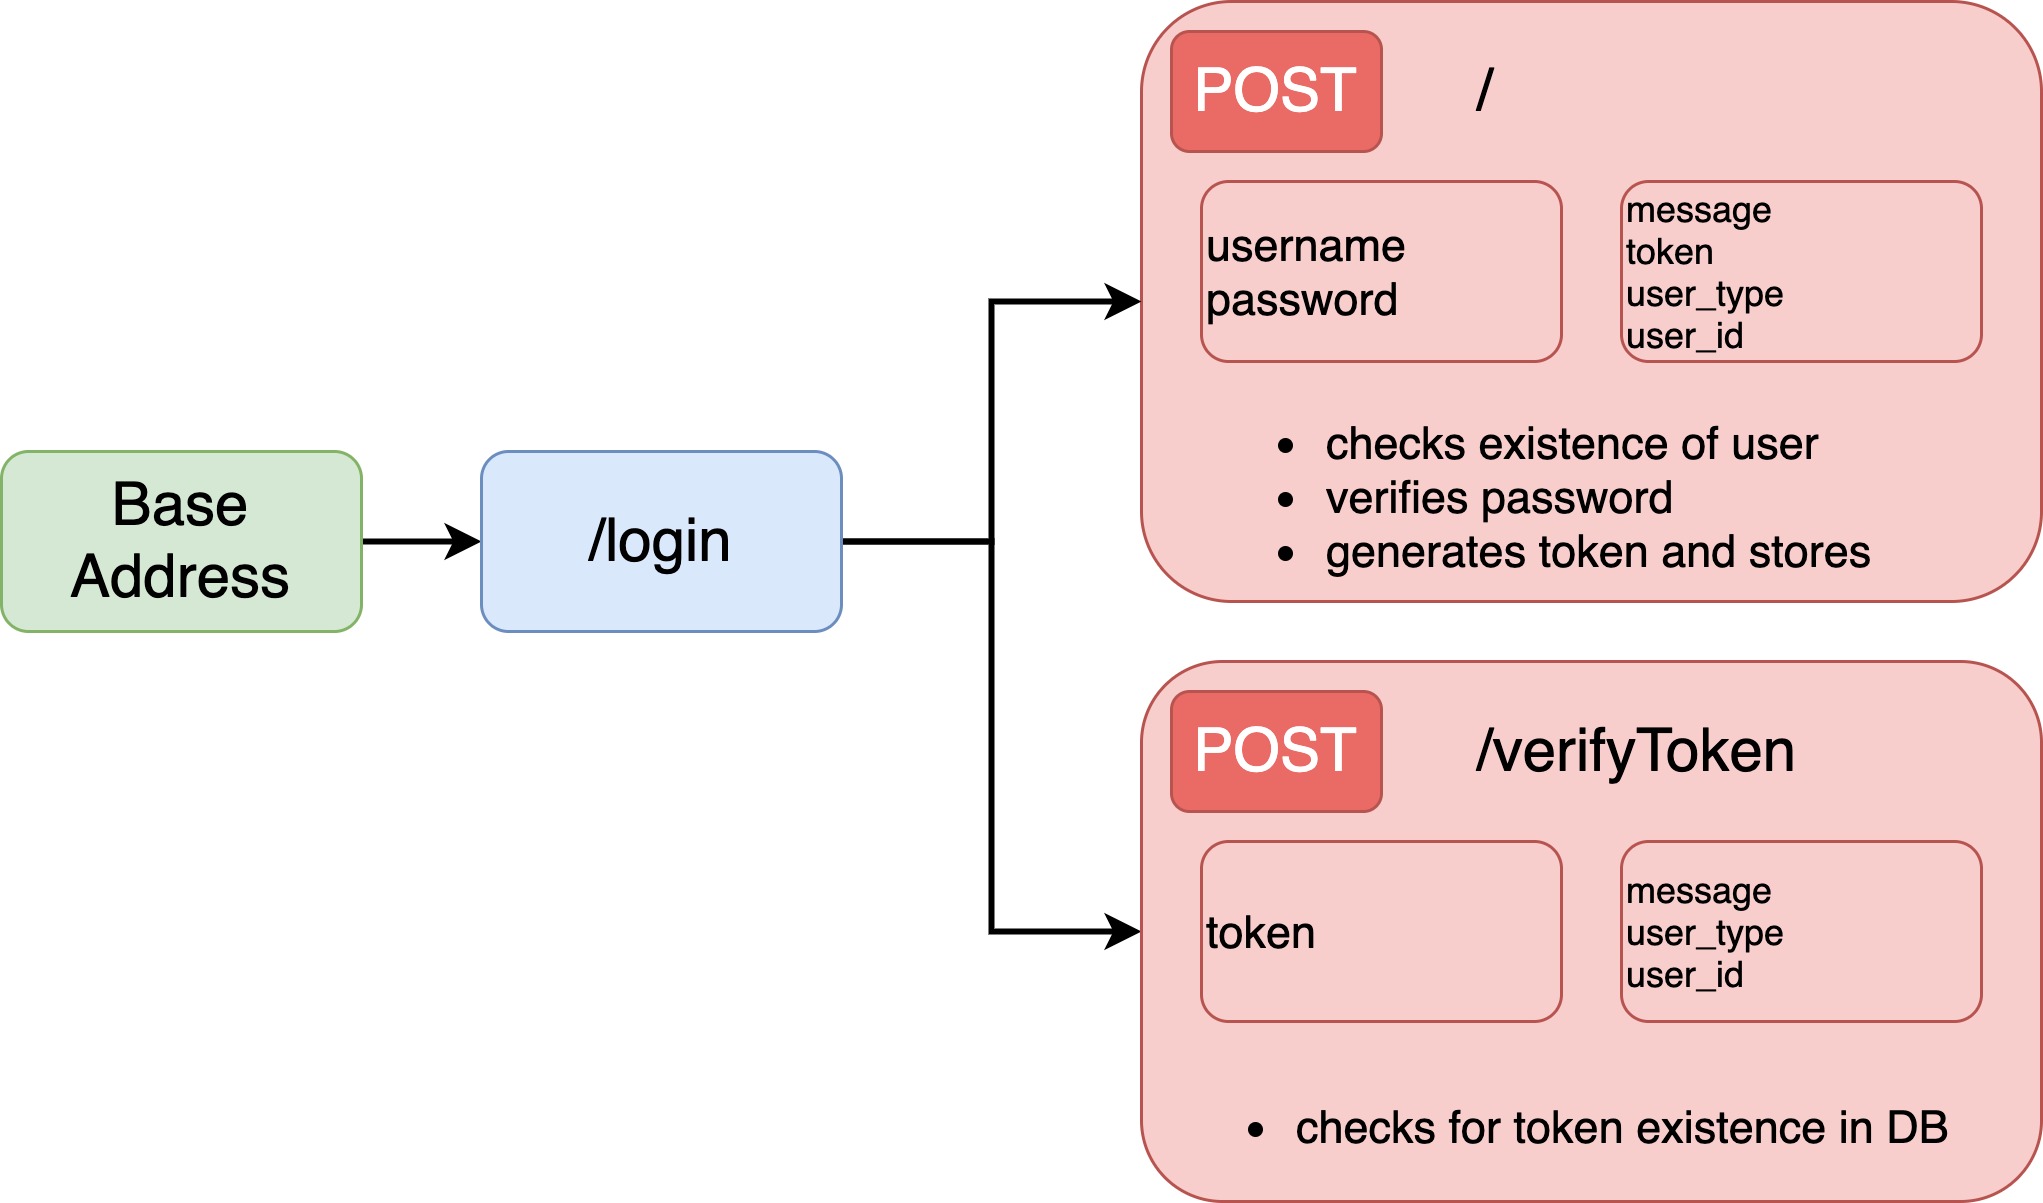 Base
Address
/login
POST
/
username
password
message
token
user_type
user_id
• checks existence of user
• verifies password
• generates token and stores
POST
/verifyToken
token
message
user_type
user_id
• checks for token existence in DB